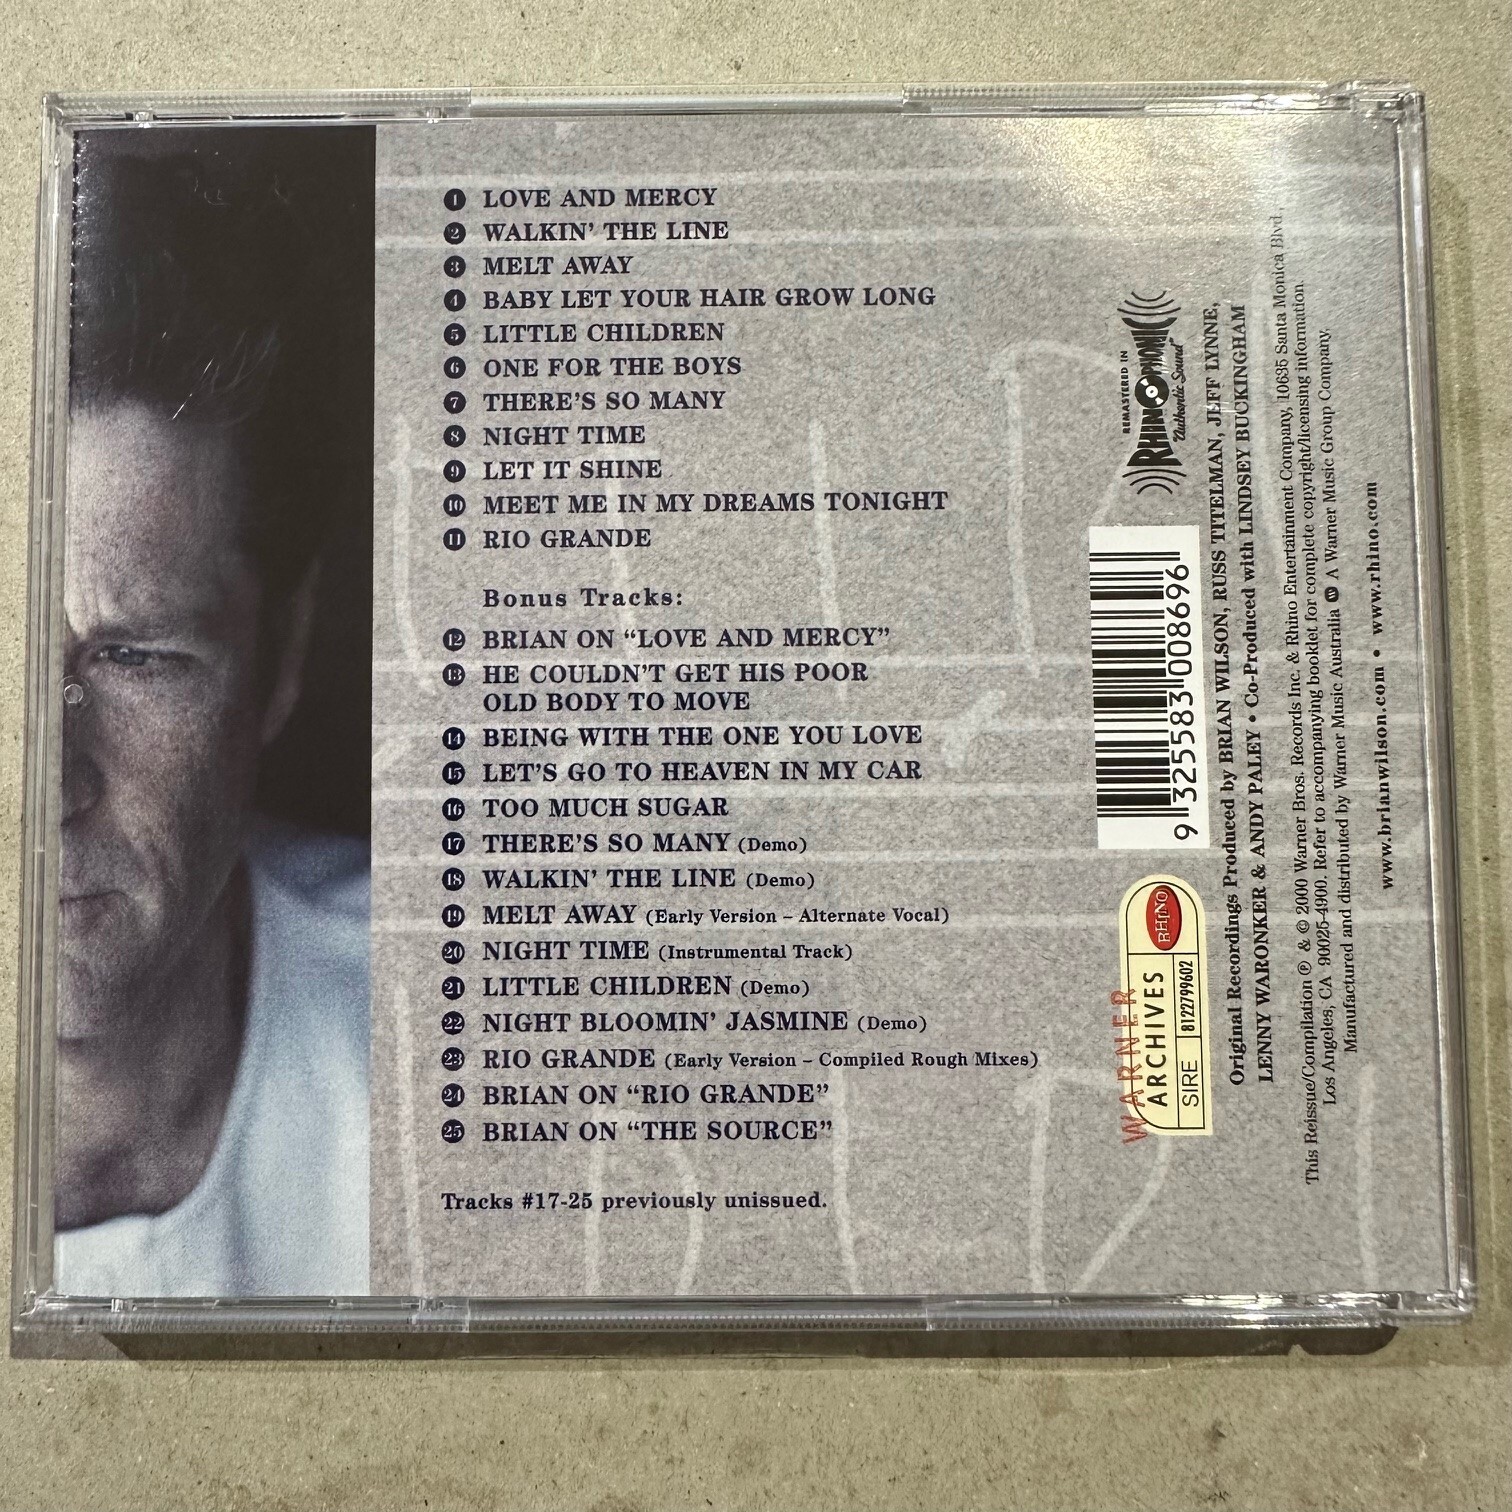 1 LOVE AND MERCY
2 WALKIN' THE LINE
3 MELT AWAY
4 BABY LET YOUR HAIR GROW LONG
5 LITTLE CHILDREN
6 ONE FOR THE BOYS
7 THERE'S SO MANY
8 NIGHT TIME
9 LET IT SHINE
10 MEET ME IN MY DREAMS TONIGHT
11 RIO GRANDE
Bonus Tracks:
12 BRIAN ON “LOVE AND MERCY”
13 HE COULDN'T GET HIS POOR
OLD BODY TO MOVE
14 BEING WITH THE ONE YOU LOVE
15 LET'S GO TO HEAVEN IN MY CAR
16 TOO MUCH SUGAR
17 THERE'S SO MANY (Demo)
18 WALKIN' THE LINE (Demo)
19 MELT AWAY (Early Version – Alternate Vocal)
20 NIGHT TIME (Instrumental Track)
21 LITTLE CHILDREN (Demo)
22 NIGHT BLOOMIN' JASMINE (Demo)
23 RIO GRANDE (Early Version – Compiled Rough Mixes)
24 BRIAN ON “RIO GRANDE”
25 BRIAN ON “THE SOURCE”
Tracks #17-25 previously unissued.
REMASTERED IN
RHINOPHONIC
Authentic Sound
9 325583 008696
WARNER
ARCHIVES
RHINO
SIRE 8122799602
Original Recordings Produced by BRIAN WILSON, RUSS TITELMAN, JEFF LYNNE,
LENNY WARONKER & ANDY PALEY • Co-Produced with LINDSEY BUCKINGHAM
This Reissue/Compilation ℗ & © 2000 Warner Bros. Records Inc. & Rhino Entertainment Company, 10635 Santa Monica Blvd.,
Los Angeles, CA 90025-4900. Refer to accompanying booklet for complete copyright/licensing information.
Manufactured and distributed by Warner Music Australia A Warner Music Group Company.
www.brianwilson.com • www.rhino.com